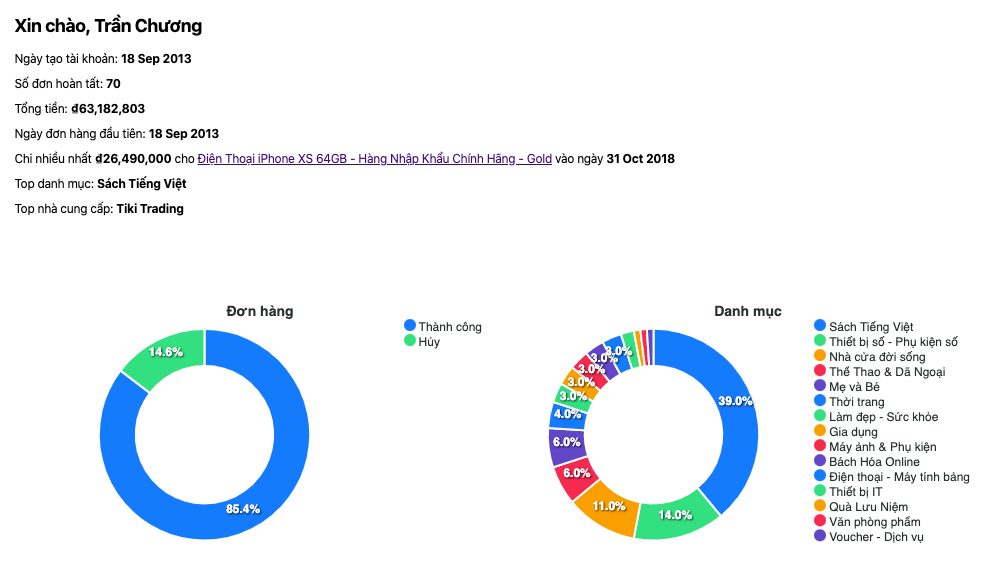 Xin chào, Trần Chương
Ngày tạo tài khoản: 18 Sep 2013
Số đơn hoàn tất: 70
Tổng tiền: ₫63,182,803
Ngày đơn hàng đầu tiên: 18 Sep 2013
Chi nhiều nhất ₫26,490,000 cho Điện Thoại iPhone XS 64GB - Hàng Nhập Khẩu Chính Hãng - Gold vào ngày 31 Oct 2018
Top danh mục: Sách Tiếng Việt
Top nhà cung cấp: Tiki Trading
Đơn hàng
Thành công
Hủy
14.6%
85.4%
Danh mục
39.0%
14.0%
11.0%
6.0%
6.0%
4.0%
3.0%
3.0%
3.0%
3.0%
3.0%
Sách Tiếng Việt
Thiết bị số - Phụ kiện số
Nhà cửa đời sống
Thể Thao & Dã Ngoại
Mẹ và Bé
Thời trang
Làm đẹp - Sức khỏe
Gia dụng
Máy ảnh & Phụ kiện
Bách Hóa Online
Điện thoại - Máy tính bảng
Thiết bị IT
Quà Lưu Niệm
Văn phòng phẩm
Voucher - Dịch vụ